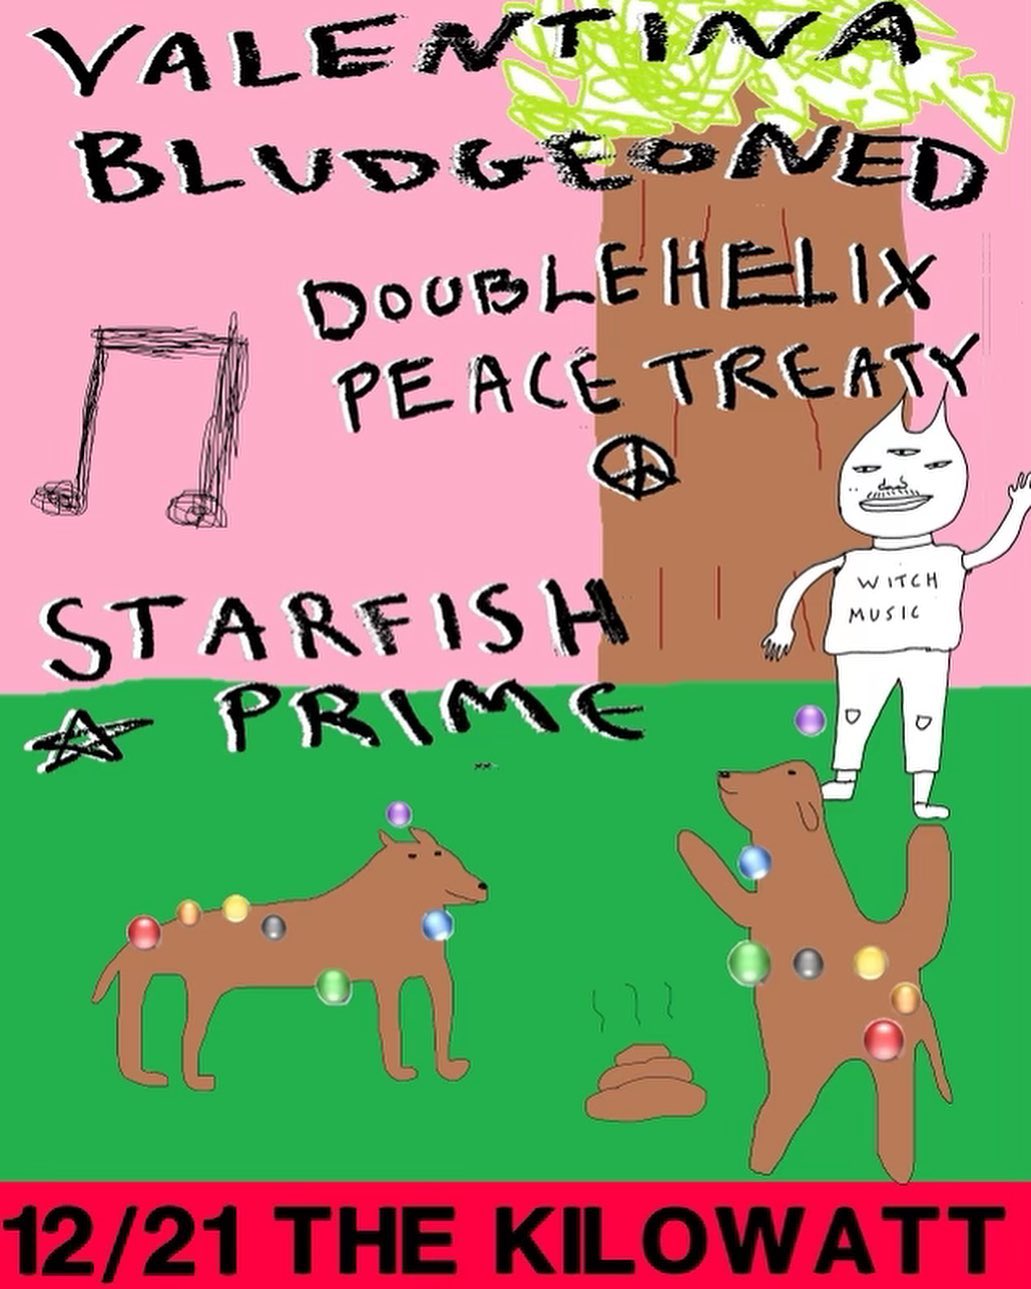 VALENTINA
BLUDGEONED
DOUBLEHELIX
PEACE TREATY
WITCH
MUSIC
STARFISH
PRIME
12/21 THE KILOWATT